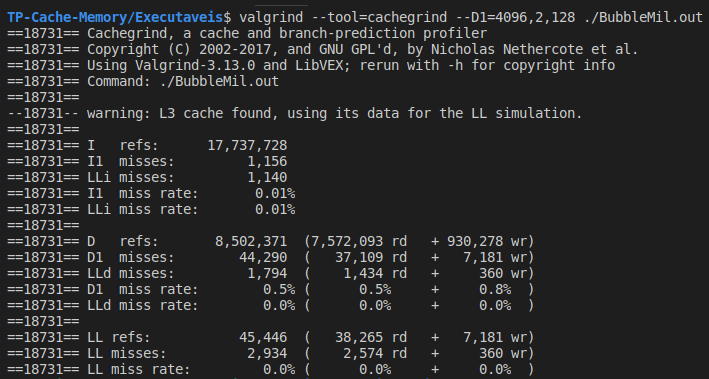 TP-Cache-Memory/Executaveis$ valgrind --tool=cachegrind --D1=4096,2,128 ./BubbleMil.out
==18731== Cachegrind, a cache and branch-prediction profiler
==18731== Copyright (C) 2002-2017, and GNU GPL'd, by Nicholas Nethercote et al.
==18731== Using Valgrind-3.13.0 and LibVEX; rerun with -h for copyright info
==18731== Command: ./BubbleMil.out
==18731==
--18731-- warning: L3 cache found, using its data for the LL simulation.
==18731==
==18731== I   refs:      17,737,728
==18731== I1  misses:         1,156
==18731== LLi misses:         1,140
==18731== I1  miss rate:       0.01%
==18731== LLi miss rate:       0.01%
==18731==
==18731== D   refs:       8,502,371  (7,572,093 rd   + 930,278 wr)
==18731== D1  misses:        44,290  (   37,109 rd   +   7,181 wr)
==18731== LLd misses:         1,794  (    1,434 rd   +     360 wr)
==18731== D1  miss rate:        0.5% (      0.5%     +     0.8%  )
==18731== LLd miss rate:        0.0% (      0.0%     +     0.0%  )
==18731==
==18731== LL refs:           45,446  (   38,265 rd   +   7,181 wr)
==18731== LL misses:          2,934  (    2,574 rd   +     360 wr)
==18731== LL miss rate:         0.0% (      0.0%     +     0.0%  )